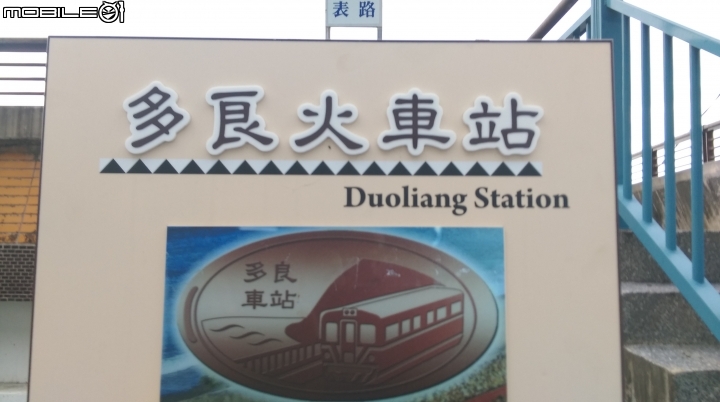 MOBILE01
表路
多良火車站
Duoliang Station
多良
車站